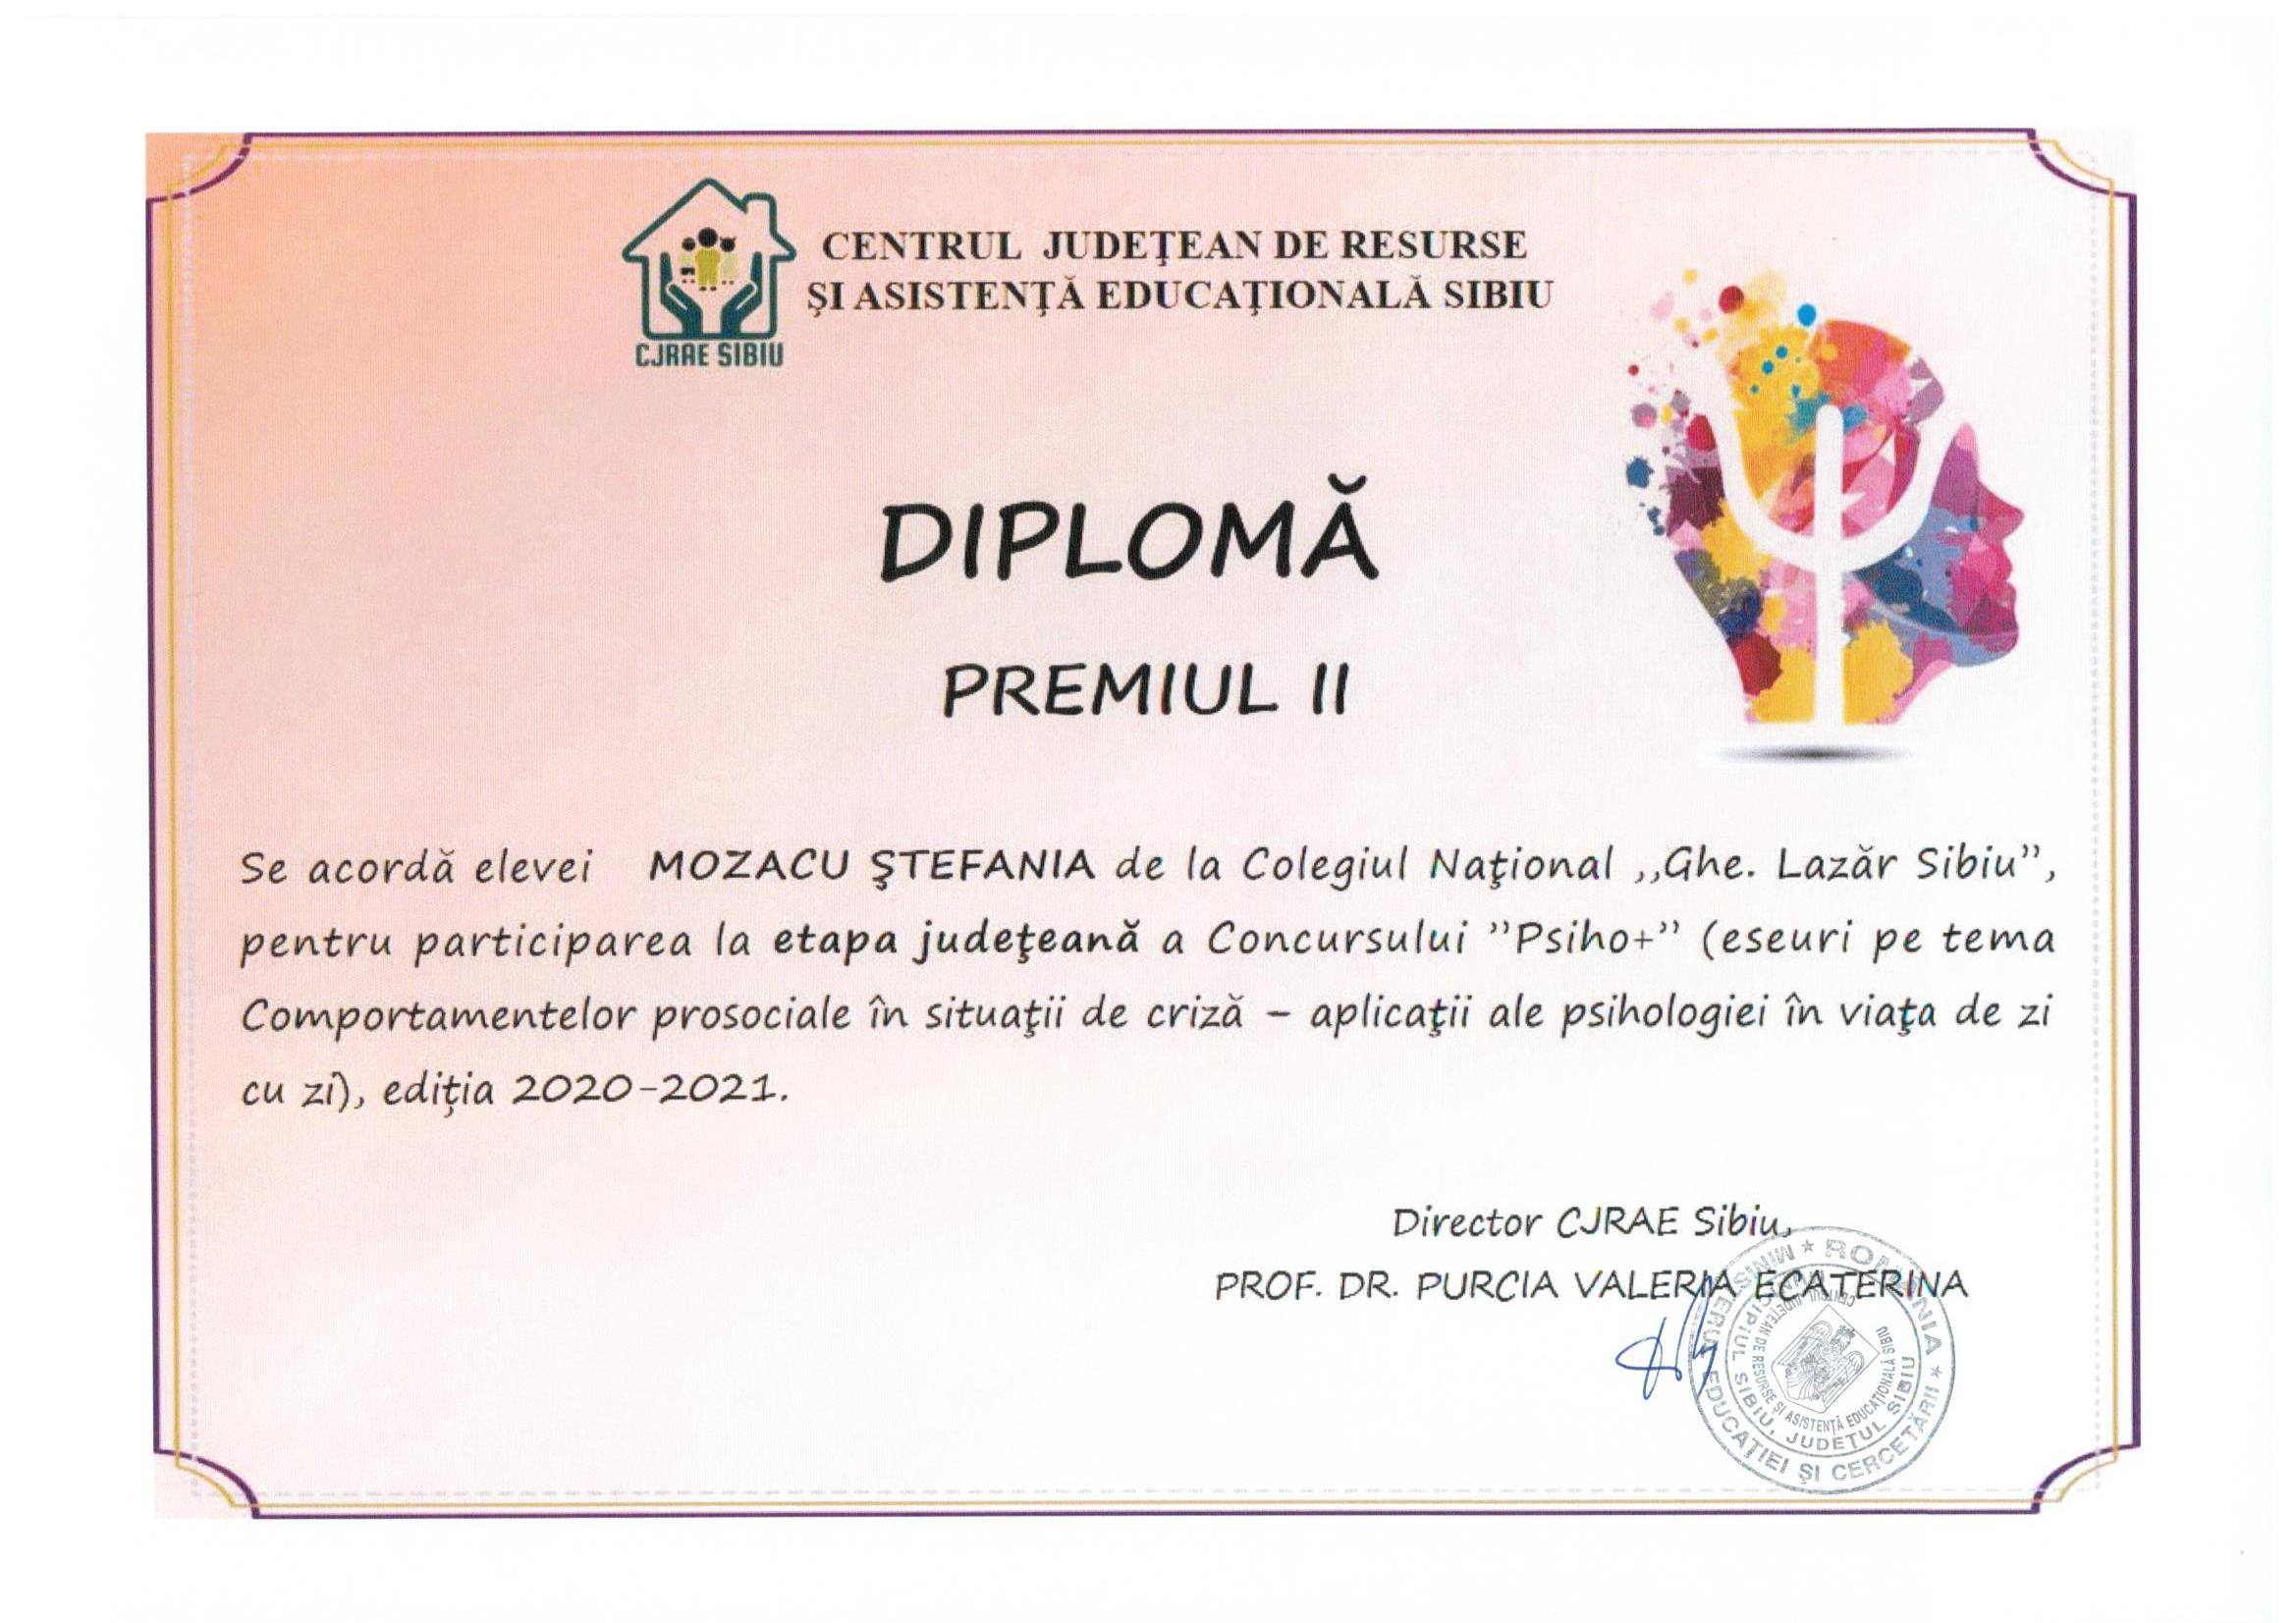 CENTRUL JUDEŢEAN DE RESURSE
ŞI ASISTENŢĂ EDUCAŢIONALĂ SIBIU
CJRAE SIBIU
DIPLOMĂ
PREMIUL II
Se acordă elevei MOZACU ŞTEFANIA de la Colegiul Naţional ,,Ghe. Lazăr Sibiu”,
pentru participarea la etapa judeţeană a Concursului ”Psiho+” (eseuri pe tema
Comportamentelor prosociale în situaţii de criză – aplicaţii ale psihologiei în viaţa de zi
cu zi), ediția 2020-2021.
Director CJRAE Sibiu,
PROF. DR. PURCIA VALERIA ECATERINA
* ROMÂNIA *
MINISTERUL EDUCAŢIEI ŞI CERCETĂRII
SIBIU, JUDEŢUL SIBIU
CENTRUL JUDEŢEAN DE RESURSE ŞI ASISTENŢĂ EDUCAŢIONALĂ SIBIU